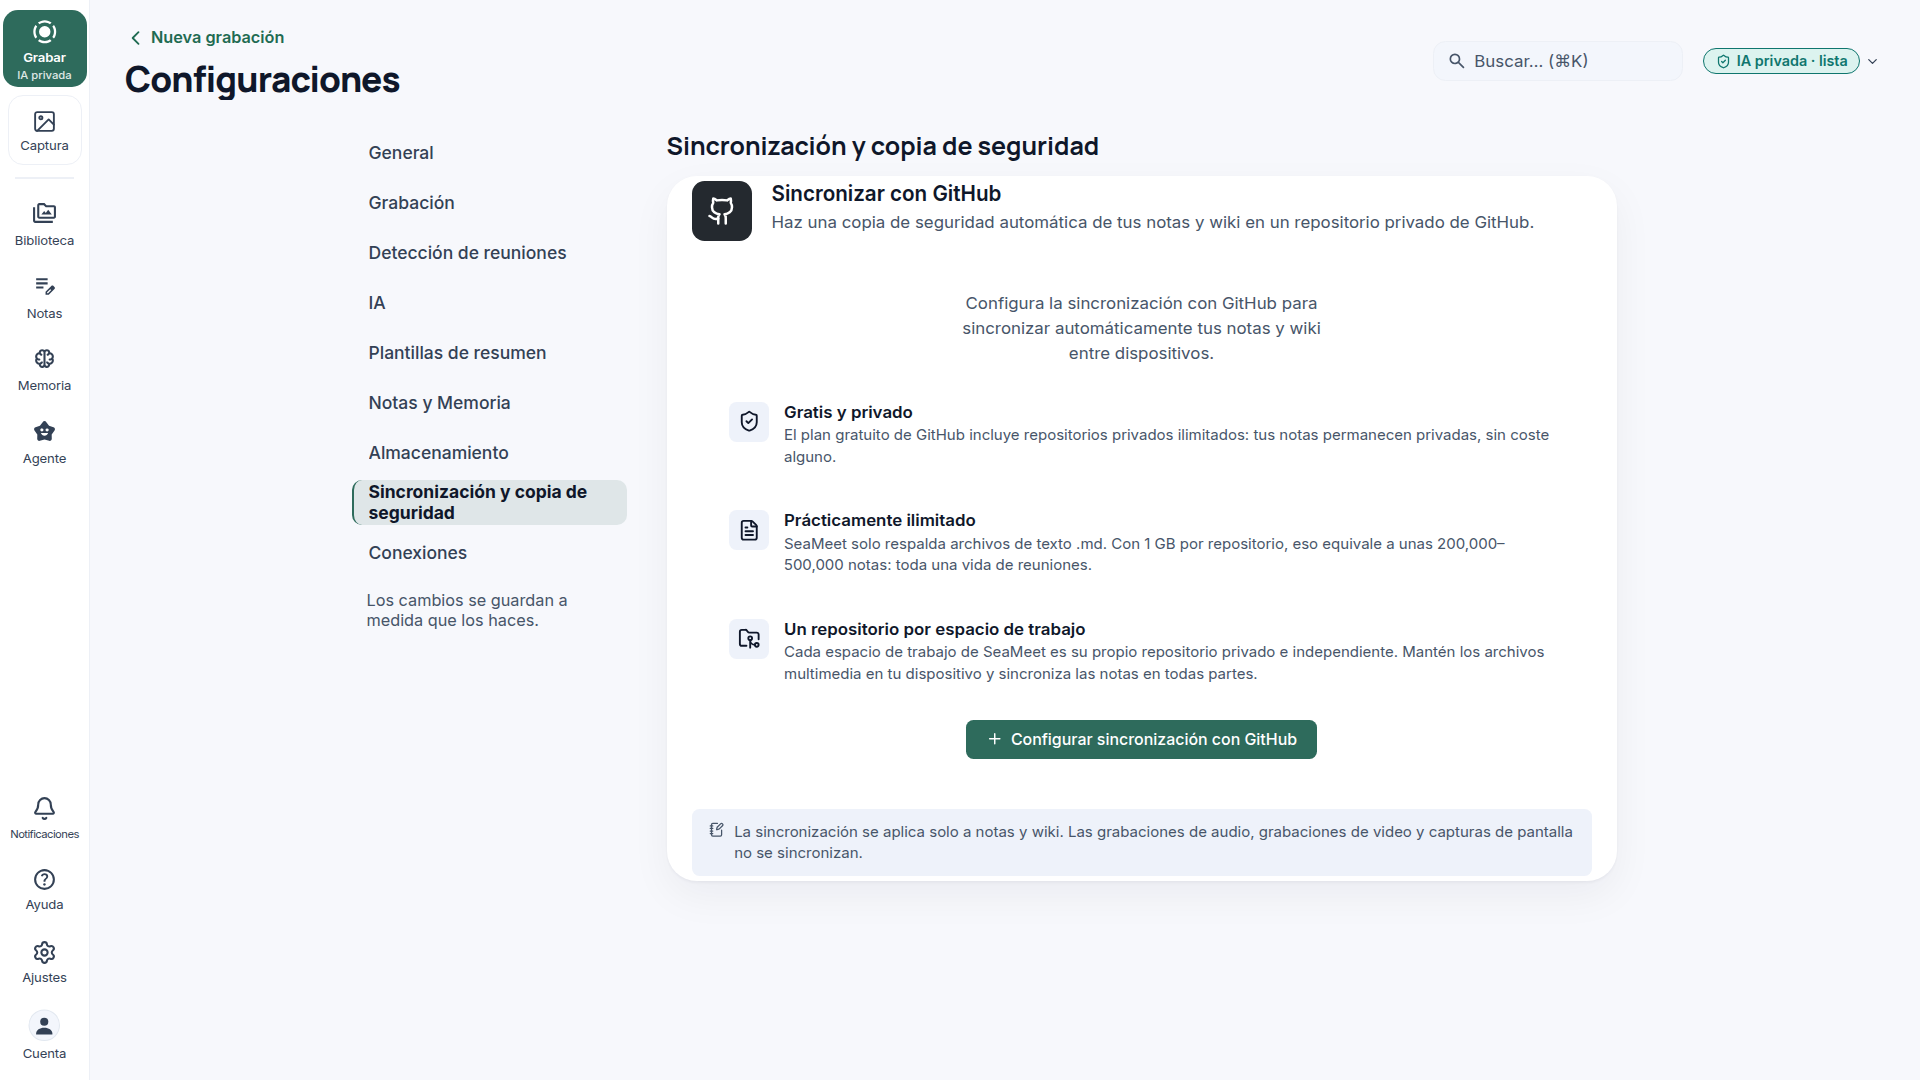 Grabar
IA privada
Captura
Biblioteca
Notas
Memoria
Agente
Notificaciones
Ayuda
Ajustes
Cuenta
Nueva grabación
Configuraciones
Buscar... (⌘K)
IA privada · lista
General
Grabación
Detección de reuniones
IA
Plantillas de resumen
Notas y Memoria
Almacenamiento
Sincronización y copia de
seguridad
Conexiones
Los cambios se guardan a
medida que los haces.
Sincronización y copia de seguridad
Sincronizar con GitHub
Haz una copia de seguridad automática de tus notas y wiki en un repositorio privado de GitHub.
Configura la sincronización con GitHub para
sincronizar automáticamente tus notas y wiki
entre dispositivos.
Gratis y privado
El plan gratuito de GitHub incluye repositorios privados ilimitados: tus notas permanecen privadas, sin coste
alguno.
Prácticamente ilimitado
SeaMeet solo respalda archivos de texto .md. Con 1 GB por repositorio, eso equivale a unas 200,000–
500,000 notas: toda una vida de reuniones.
Un repositorio por espacio de trabajo
Cada espacio de trabajo de SeaMeet es su propio repositorio privado e independiente. Mantén los archivos
multimedia en tu dispositivo y sincroniza las notas en todas partes.
Configurar sincronización con GitHub
La sincronización se aplica solo a notas y wiki. Las grabaciones de audio, grabaciones de video y capturas de pantalla
no se sincronizan.